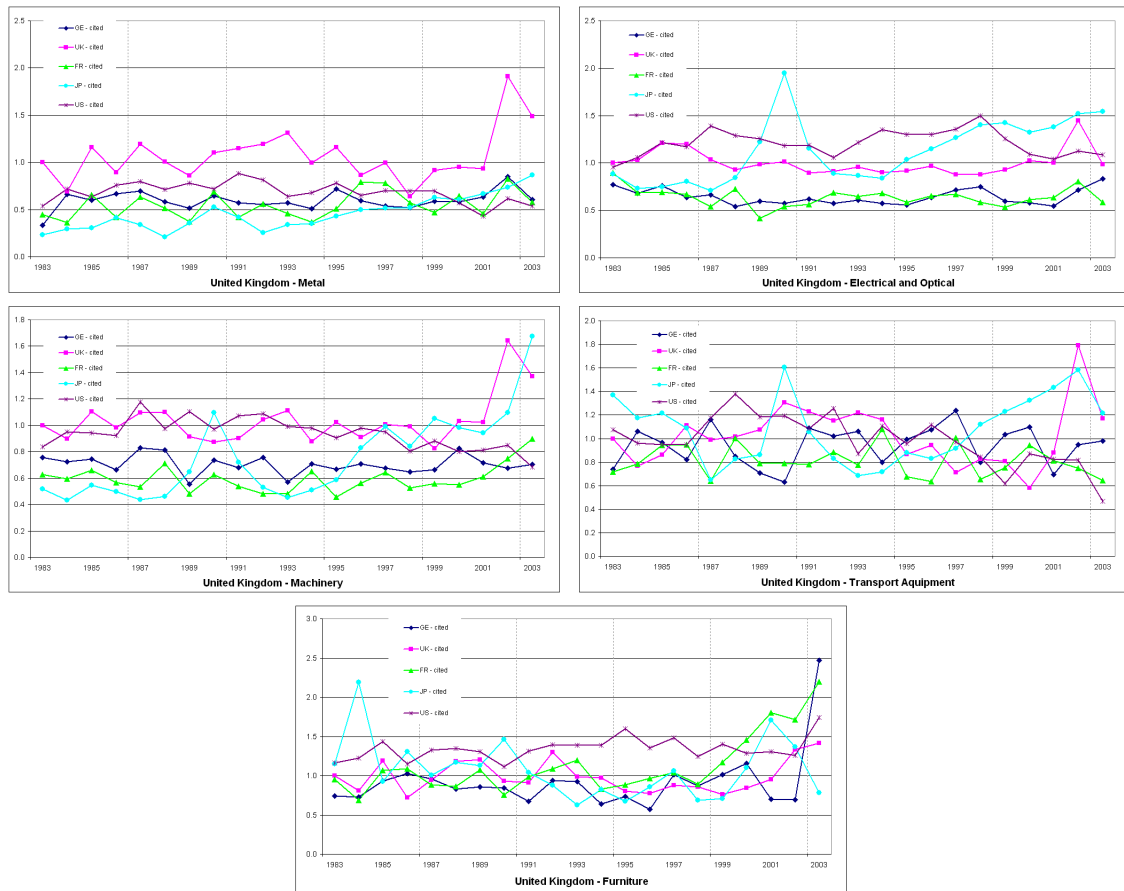 2.5
2.0
1.5
1.0
0.5
0.0
GE - cited
UK - cited
FR - cited
JP - cited
US - cited
1983 1985 1987 1989 1991 1993 1995 1997 1999 2001 2003
United Kingdom - Metal
2.5
2.0
1.5
1.0
0.5
0.0
GE - cited
UK - cited
FR - cited
JP - cited
US - cited
1983 1985 1987 1989 1991 1993 1995 1997 1999 2001 2003
United Kingdom - Electrical and Optical
1.8
1.6
1.4
1.2
1.0
0.8
0.6
0.4
0.2
0.0
GE - cited
UK - cited
FR - cited
JP - cited
US - cited
1983 1985 1987 1989 1991 1993 1995 1997 1999 2001 2003
United Kingdom - Machinery
2.0
1.8
1.6
1.4
1.2
1.0
0.8
0.6
0.4
0.2
0.0
GE - cited
UK - cited
FR - cited
JP - cited
US - cited
1983 1985 1987 1989 1991 1993 1995 1997 1999 2001 2003
United Kingdom - Transport Aquipment
3.0
2.5
2.0
1.5
1.0
0.5
0.0
GE - cited
UK - cited
FR - cited
JP - cited
US - cited
1983 1985 1987 1989 1991 1993 1995 1997 1999 2001 2003
United Kingdom - Furniture